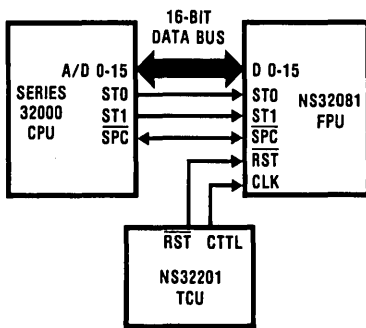 16-BIT
DATA BUS
A/D 0-15
D 0-15
SERIES
32000
CPU
ST0
ST1
SPC
ST0
ST1
SPC
RST
CLK
NS32081
FPU
RST CTTL
NS32201
TCU